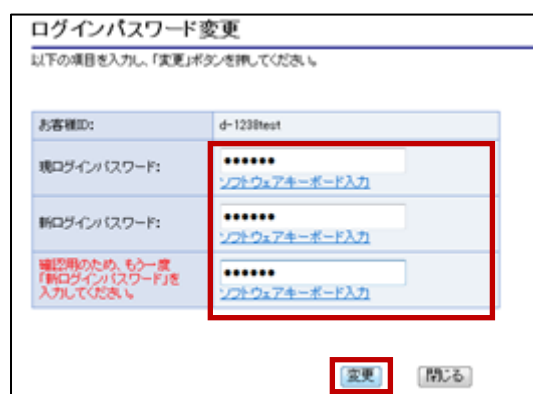 ログインパスワード変更
以下の項目を入力し、「変更」ボタンを押してください。
お客様ID:
d-1238test
現ログインパスワード:
••••••
ソフトウェアキーボード入力
新ログインパスワード:
••••••
ソフトウェアキーボード入力
確認用のため、もう一度
「新ログインパスワード」を
入力してください。
••••••
ソフトウェアキーボード入力
変更
閉じる